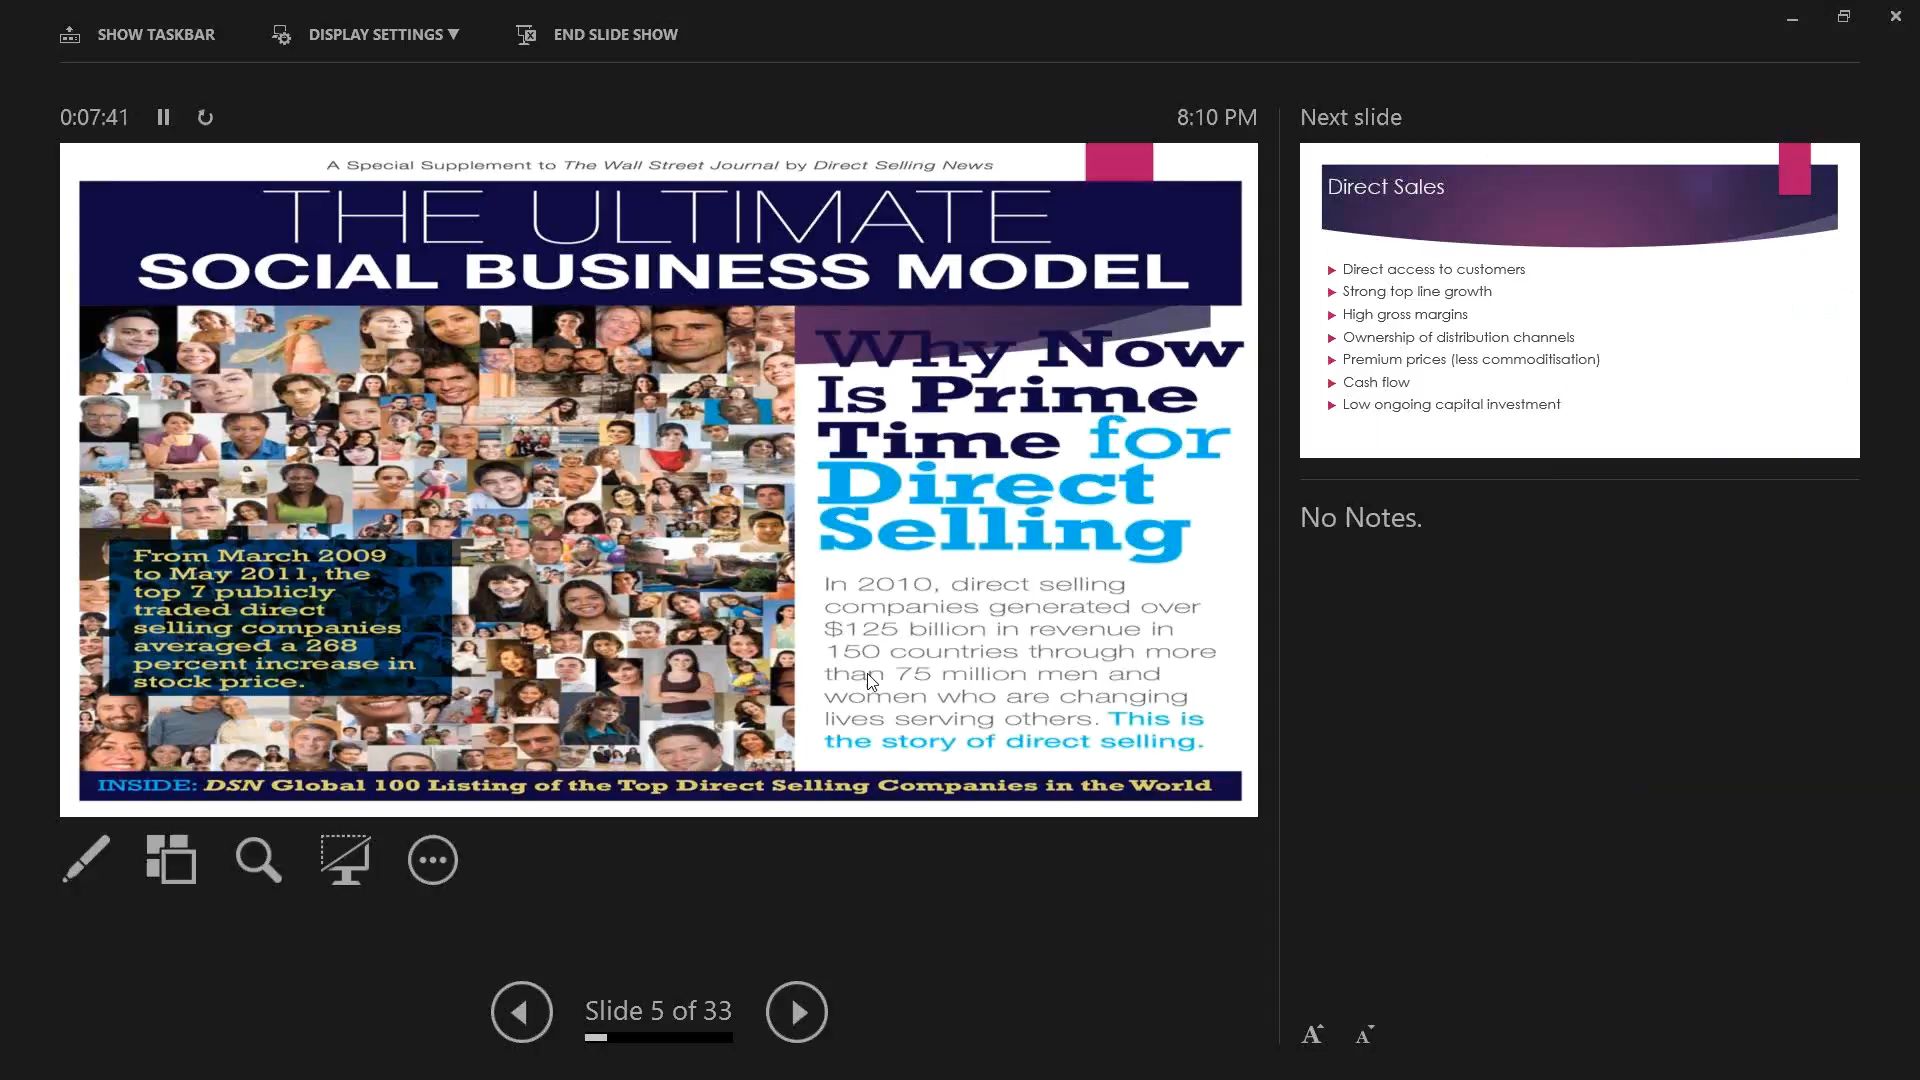 SHOW TASKBAR
DISPLAY SETTINGS ▼
END SLIDE SHOW
0:07:41
8:10 PM
A Special Supplement to The Wall Street Journal by Direct Selling News
THE ULTIMATE
SOCIAL BUSINESS MODEL
Why Now
Is Prime
Time for
Direct
Selling
From March 2009
to May 2011, the
top 7 publicly
traded direct
selling companies
averaged a 268
percent increase in
stock price.
In 2010, direct selling
companies generated over
$125 billion in revenue in
150 countries through more
than 75 million men and
women who are changing
lives serving others. This is
the story of direct selling.
INSIDE: DSN Global 100 Listing of the Top Direct Selling Companies in the World
Slide 5 of 33
Next slide
Direct Sales
Direct access to customers
Strong top line growth
High gross margins
Ownership of distribution channels
Premium prices (less commoditisation)
Cash flow
Low ongoing capital investment
No Notes.
A A